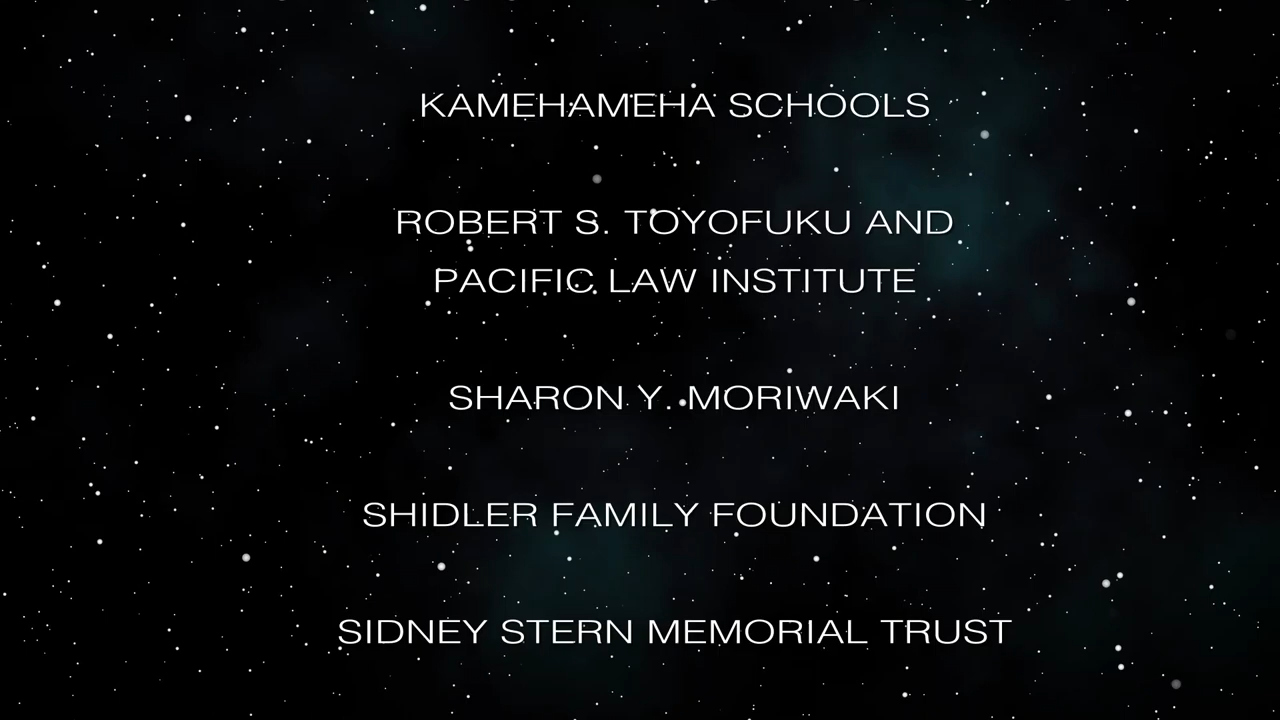 KAMEHAMEHA SCHOOLS
ROBERT S. TOYOFUKU AND
PACIFIC LAW INSTITUTE
SHARON Y. MORIWAKI
SHIDLER FAMILY FOUNDATION
SIDNEY STERN MEMORIAL TRUST